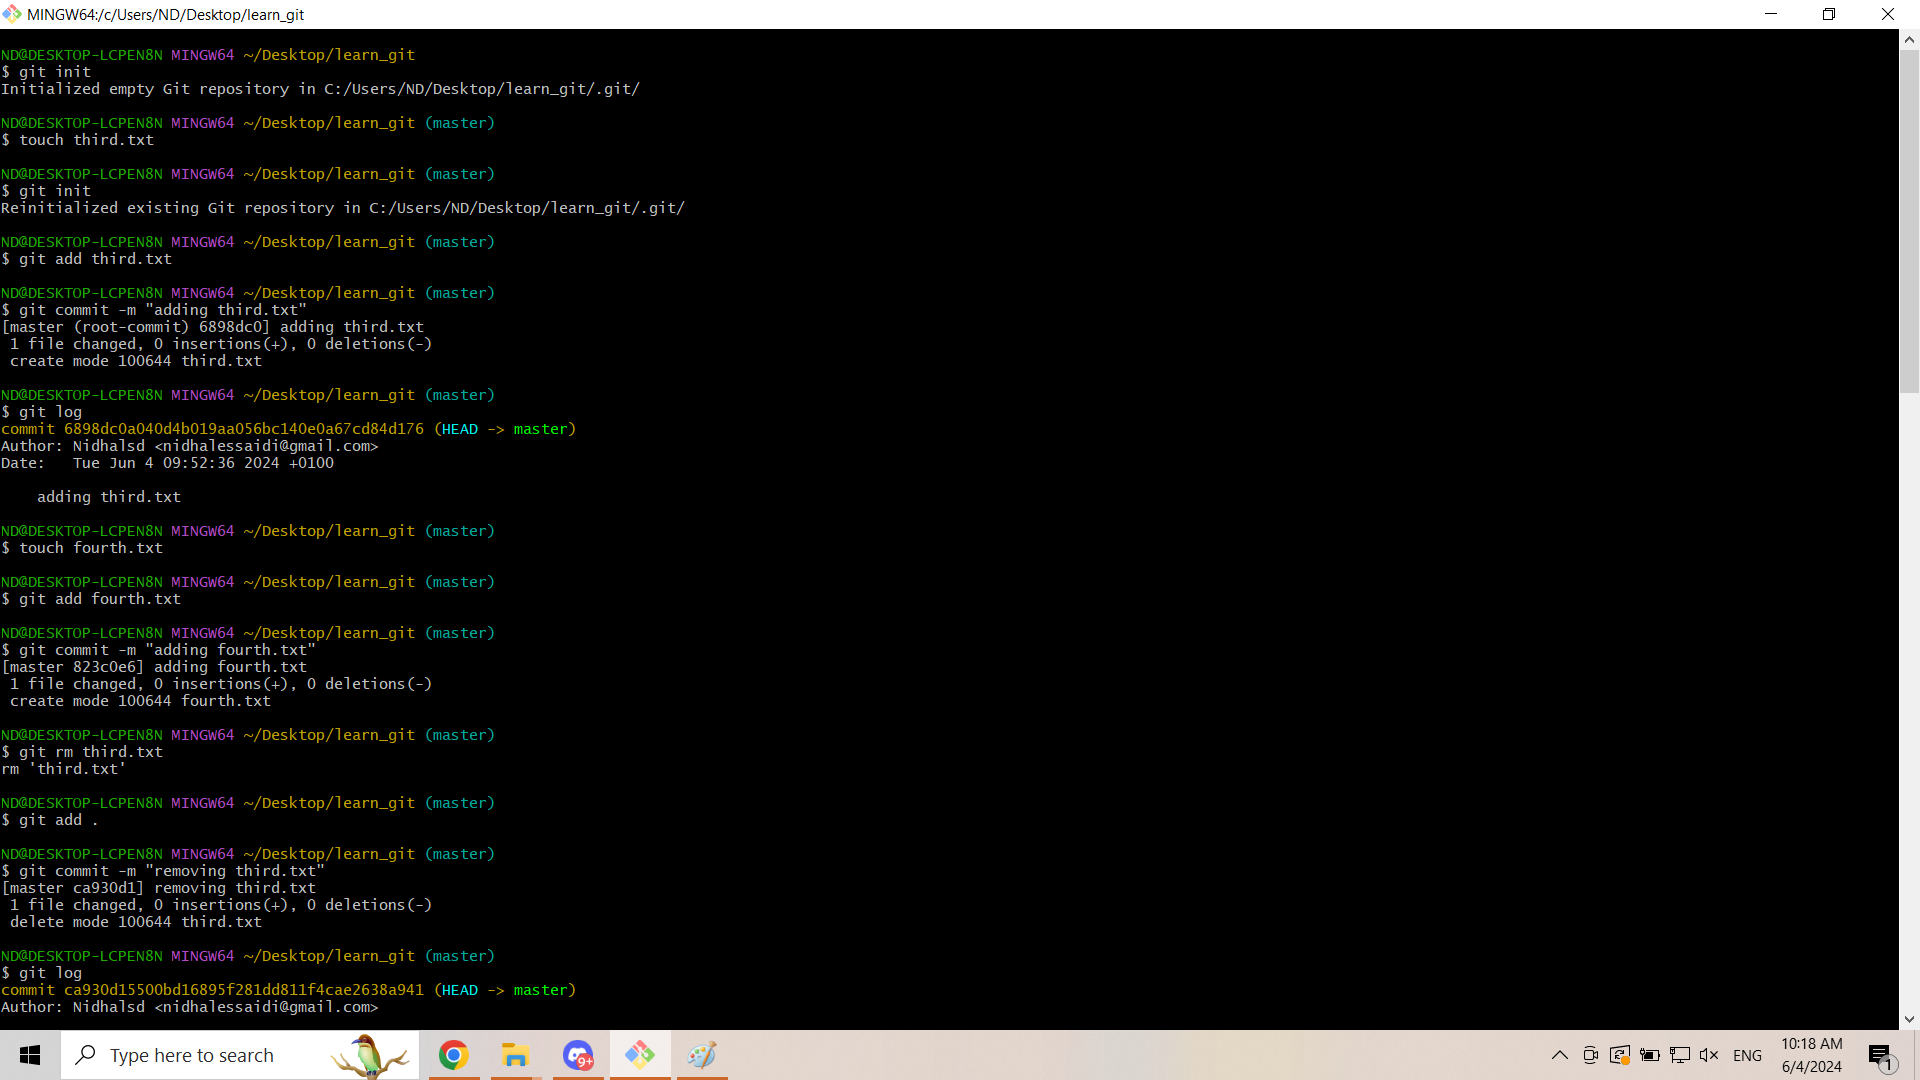 MINGW64:/c/Users/ND/Desktop/learn_git
ND@DESKTOP-LCPEN8N MINGW64 ~/Desktop/learn_git
$ git init
Initialized empty Git repository in C:/Users/ND/Desktop/learn_git/.git/
ND@DESKTOP-LCPEN8N MINGW64 ~/Desktop/learn_git (master)
$ touch third.txt
ND@DESKTOP-LCPEN8N MINGW64 ~/Desktop/learn_git (master)
$ git init
Reinitialized existing Git repository in C:/Users/ND/Desktop/learn_git/.git/
ND@DESKTOP-LCPEN8N MINGW64 ~/Desktop/learn_git (master)
$ git add third.txt
ND@DESKTOP-LCPEN8N MINGW64 ~/Desktop/learn_git (master)
$ git commit -m "adding third.txt"
[master (root-commit) 6898dc0] adding third.txt
 1 file changed, 0 insertions(+), 0 deletions(-)
 create mode 100644 third.txt
ND@DESKTOP-LCPEN8N MINGW64 ~/Desktop/learn_git (master)
$ git log
commit 6898dc0a040d4b019aa056bc140e0a67cd84d176 (HEAD -> master)
Author: Nidhalsd <nidhalessaidi@gmail.com>
Date:   Tue Jun 4 09:52:36 2024 +0100
    adding third.txt
ND@DESKTOP-LCPEN8N MINGW64 ~/Desktop/learn_git (master)
$ touch fourth.txt
ND@DESKTOP-LCPEN8N MINGW64 ~/Desktop/learn_git (master)
$ git add fourth.txt
ND@DESKTOP-LCPEN8N MINGW64 ~/Desktop/learn_git (master)
$ git commit -m "adding fourth.txt"
[master 823c0e6] adding fourth.txt
 1 file changed, 0 insertions(+), 0 deletions(-)
 create mode 100644 fourth.txt
ND@DESKTOP-LCPEN8N MINGW64 ~/Desktop/learn_git (master)
$ git rm third.txt
rm 'third.txt'
ND@DESKTOP-LCPEN8N MINGW64 ~/Desktop/learn_git (master)
$ git add .
ND@DESKTOP-LCPEN8N MINGW64 ~/Desktop/learn_git (master)
$ git commit -m "removing third.txt"
[master ca930d1] removing third.txt
 1 file changed, 0 insertions(+), 0 deletions(-)
 delete mode 100644 third.txt
ND@DESKTOP-LCPEN8N MINGW64 ~/Desktop/learn_git (master)
$ git log
commit ca930d15500bd16895f281dd811f4cae2638a941 (HEAD -> master)
Author: Nidhalsd <nidhalessaidi@gmail.com>
Type here to search
9+
ENG
10:18 AM
6/4/2024
1